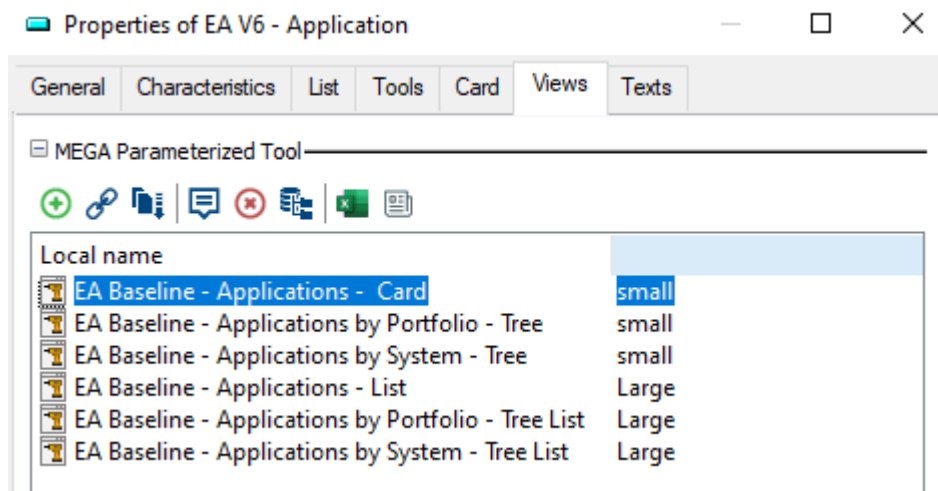 Properties of EA V6 - Application
General Characteristics List Tools Card Views Texts
MEGA Parameterized Tool
Local name
EA Baseline - Applications -  Card small
EA Baseline - Applications by Portfolio - Tree small
EA Baseline - Applications by System - Tree small
EA Baseline - Applications - List Large
EA Baseline - Applications by Portfolio - Tree List Large
EA Baseline - Applications by System - Tree List Large